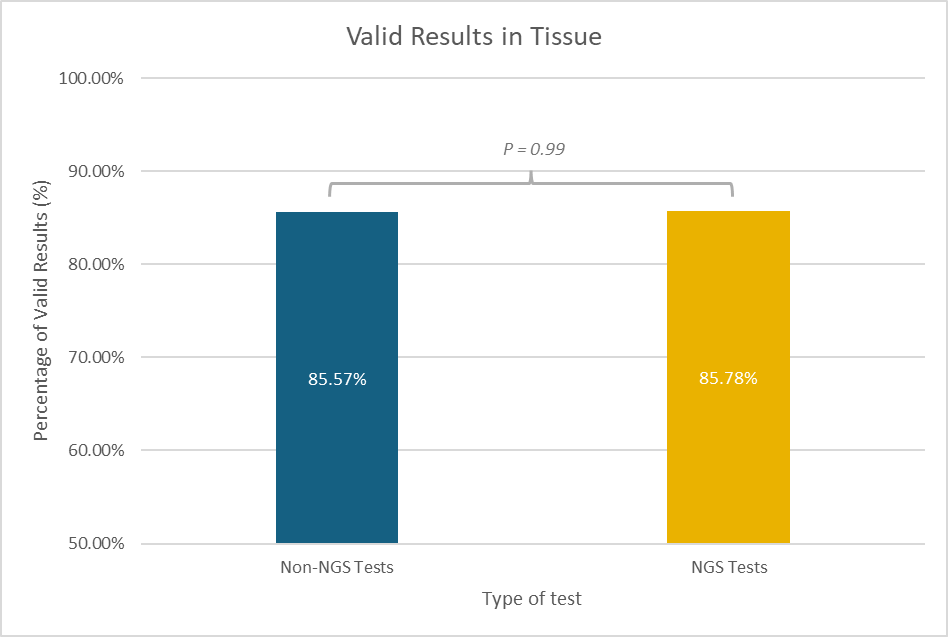 Valid Results in Tissue
100.00%
P = 0.99
90.00%
80.00%
70.00%
60.00%
50.00%
Percentage of Valid Results (%)
85.57%
85.78%
Non-NGS Tests
NGS Tests
Type of test